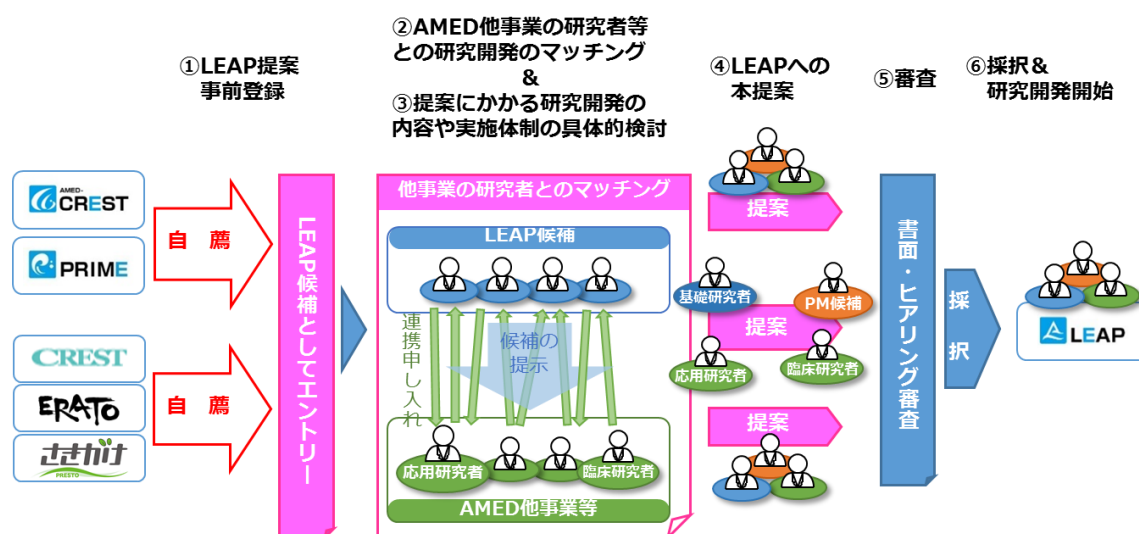 ①LEAP提案
事前登録
②AMED他事業の研究者等
との研究開発のマッチング
&
③提案にかかる研究開発の
内容や実施体制の具体的検討
④LEAPへの
本提案
⑤審査
⑥採択&
研究開発開始
AMED-
CREST
PRIME
自　薦
CREST
ERATO
さきがけ
PRESTO
自　薦
LEAP候補としてエントリー
他事業の研究者とのマッチング
LEAP候補
連携申し入れ
候補の
提示
応用研究者
臨床研究者
AMED他事業等
提案
基礎研究者
PM候補
提案
応用研究者
臨床研究者
提案
書面・ヒアリング審査
採択
LEAP